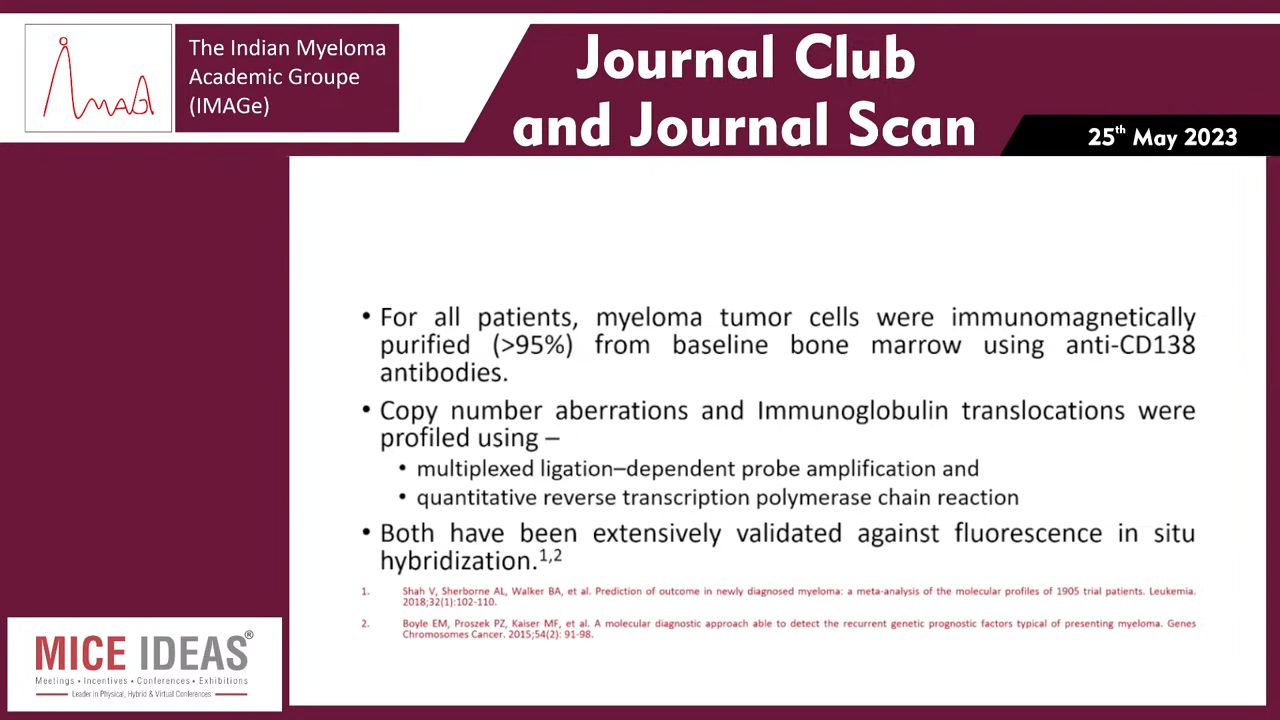 The Indian Myeloma
Academic Groupe
(IMAGe)
Journal Club
and Journal Scan
25th May 2023
• For all patients, myeloma tumor cells were immunomagnetically
purified (>95%) from baseline bone marrow using anti-CD138
antibodies.
• Copy number aberrations and Immunoglobulin translocations were
profiled using –
• multiplexed ligation–dependent probe amplification and
• quantitative reverse transcription polymerase chain reaction
• Both have been extensively validated against fluorescence in situ
hybridization.1,2
1. Shah V, Sherborne AL, Walker BA, et al. Prediction of outcome in newly diagnosed myeloma: a meta-analysis of the molecular profiles of 1905 trial patients. Leukemia.
2018;32(1):102-110.
2. Boyle EM, Proszek PZ, Kaiser MF, et al. A molecular diagnostic approach able to detect the recurrent genetic prognostic factors typical of presenting myeloma. Genes
Chromosomes Cancer. 2015;54(2): 91-98.
MICE IDEAS®
Meetings • Incentives • Conferences • Exhibitions
Leader in Physical, Hybrid & Virtual Conferences